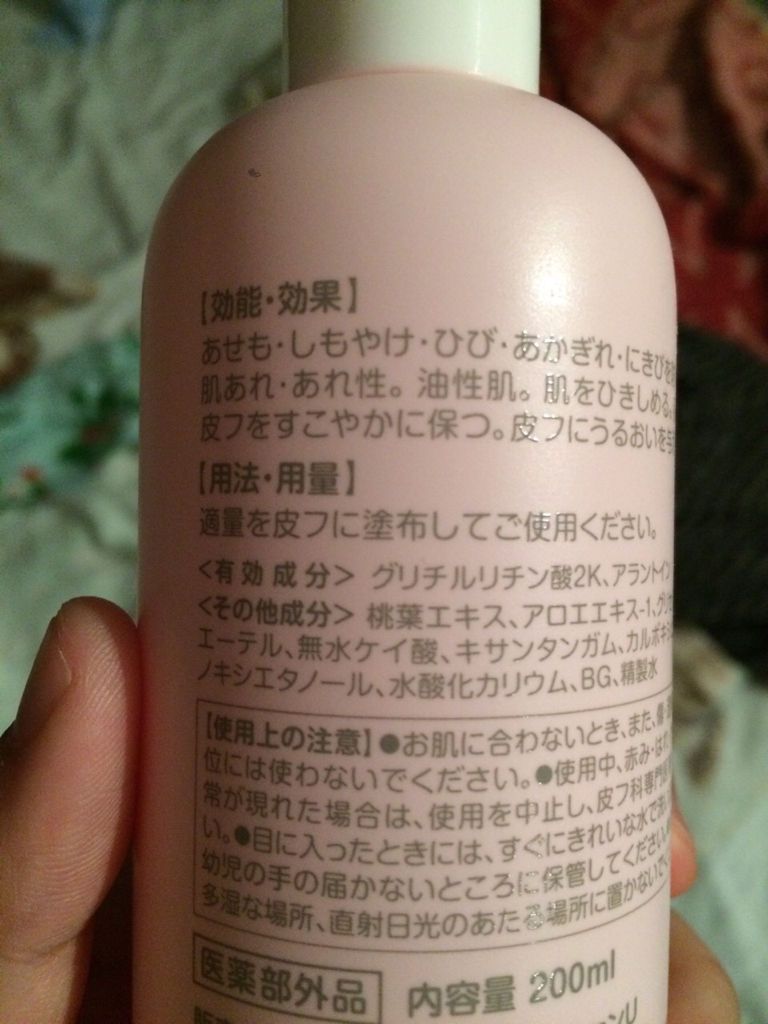 【効能・効果】
あせも・しもやけ・ひび・あかぎれ・にきびを
肌あれ・あれ性。油性肌。肌をひきしめる。
皮フをすこやかに保つ。皮フにうるおいを与
【用法・用量】
適量を皮フに塗布してご使用ください。
<有効成分> グリチルリチン酸2K、アラントイン
<その他成分> 桃葉エキス、アロエエキス-1、グリセ
エーテル、無水ケイ酸、キサンタンガム、カルボキシ
ノキシエタノール、水酸化カリウム、BG、精製水
【使用上の注意】●お肌に合わないとき、また、傷
位には使わないでください。●使用中、赤み・はれ
常が現れた場合は、使用を中止し、皮フ科専門
い。●目に入ったときには、すぐにきれいな水で洗
幼児の手の届かないところに保管してください。
多湿な場所、直射日光のあたる場所に置かないで
医薬部外品 内容量 200ml